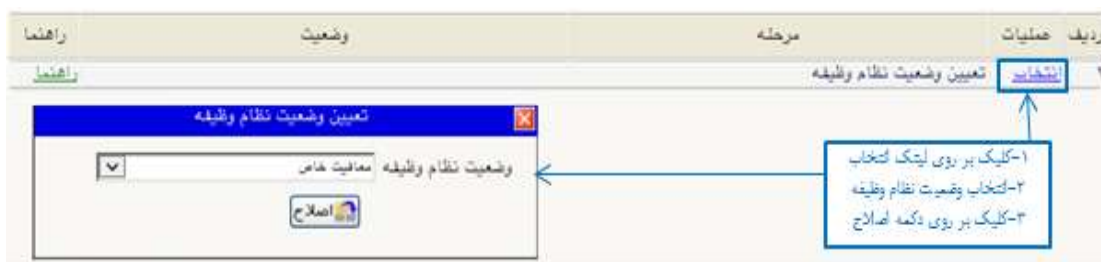 ردیف عملیات مرحله وضعیت راهنما
انتخاب تعیین وضعیت نظام وظیفه راهنما
تعیین وضعیت نظام وظیفه
وضعیت نظام وظیفه معافیت خاص
اصلاح
۱-کلیک بر روی لینک انتخاب
۲-انتخاب وضعیت نظام وظیفه
۳-کلیک بر روی دکمه اصلاح